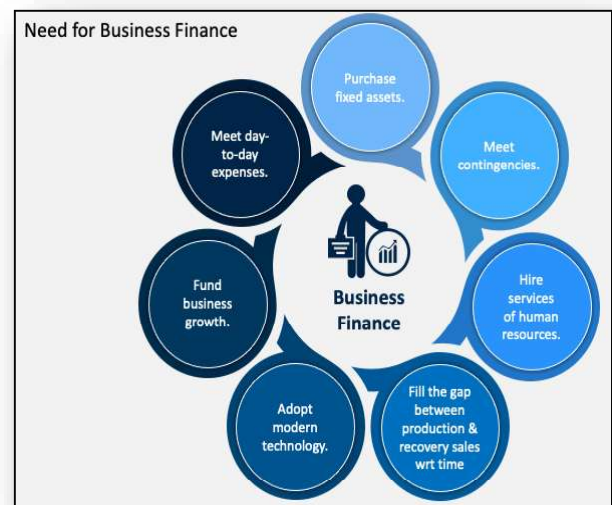 Need for Business Finance
Purchase
fixed assets.
Meet
contingencies.
Hire
services
of human
resources.
Fill the gap
between
production &
recovery sales
wrt time
Adopt
modern
technology.
Fund
business
growth.
Meet day-
to-day
expenses.
Business
Finance